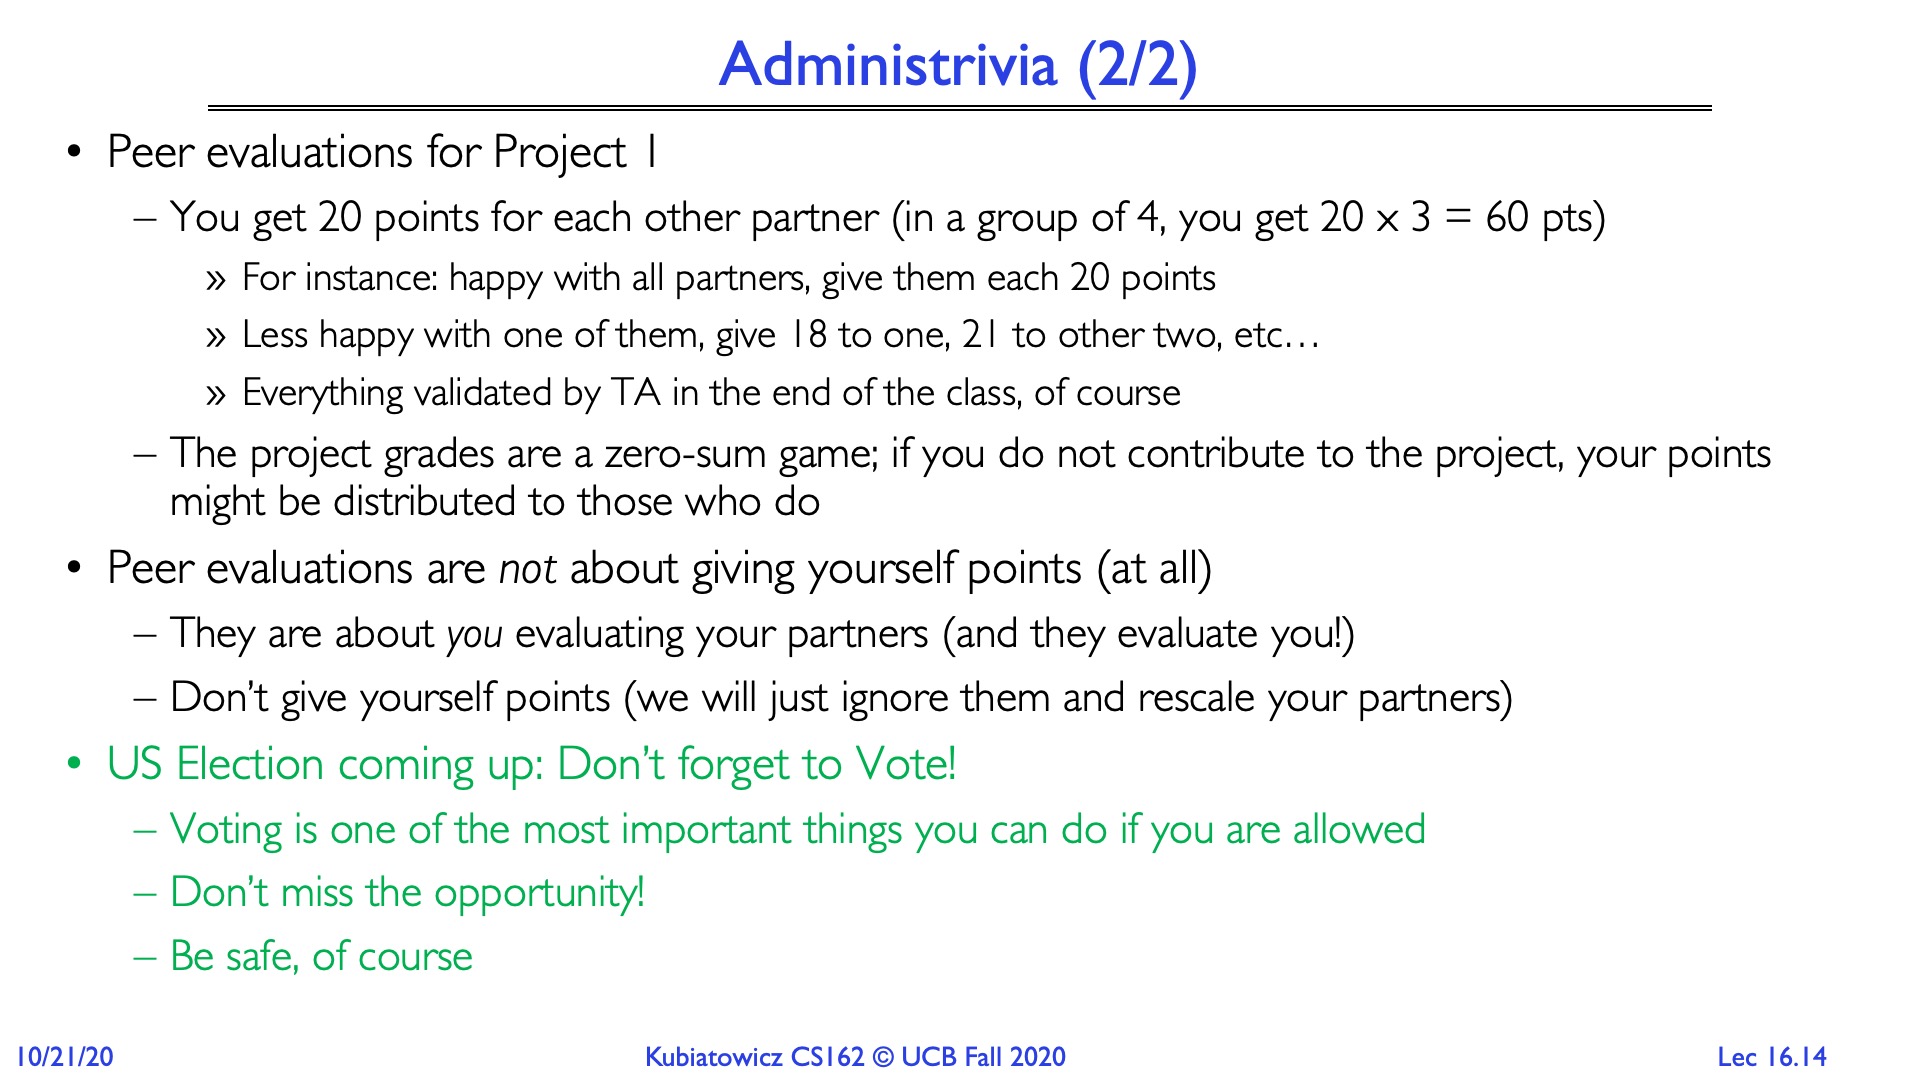 Administrivia (2/2)
• Peer evaluations for Project 1
– You get 20 points for each other partner (in a group of 4, you get 20 x 3 = 60 pts)
» For instance: happy with all partners, give them each 20 points
» Less happy with one of them, give 18 to one, 21 to other two, etc…
» Everything validated by TA in the end of the class, of course
– The project grades are a zero-sum game; if you do not contribute to the project, your points
might be distributed to those who do
• Peer evaluations are not about giving yourself points (at all)
– They are about you evaluating your partners (and they evaluate you!)
– Don’t give yourself points (we will just ignore them and rescale your partners)
• US Election coming up: Don’t forget to Vote!
– Voting is one of the most important things you can do if you are allowed
– Don’t miss the opportunity!
– Be safe, of course
10/21/20
Kubiatowicz CS162 © UCB Fall 2020
Lec 16.14